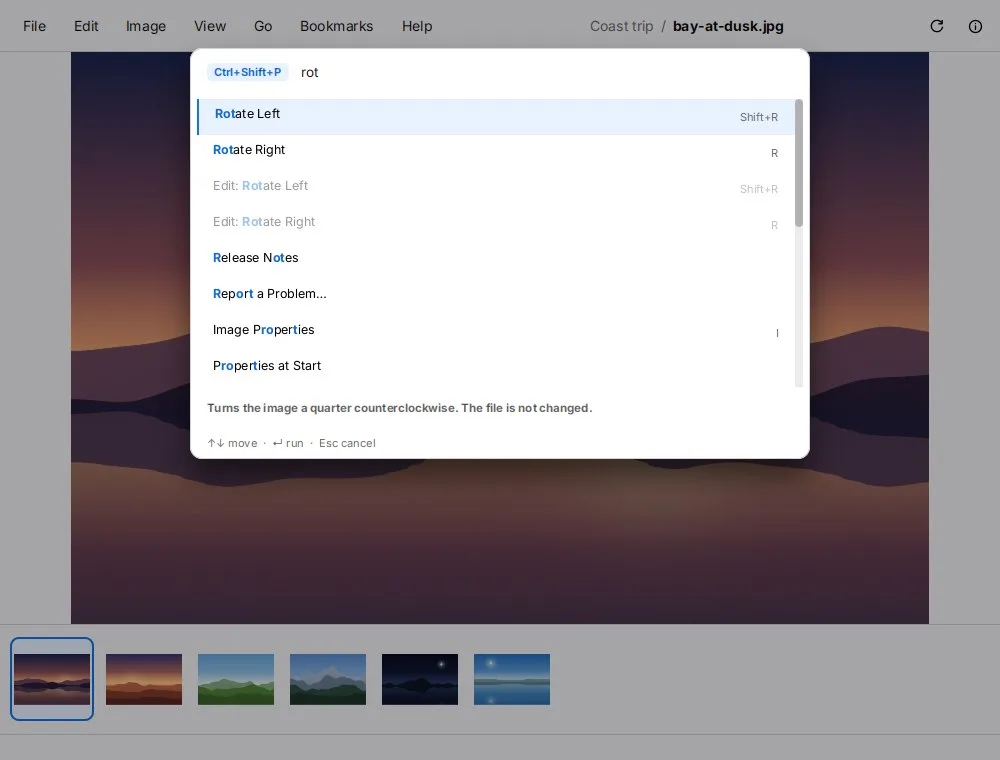 File Edit Image View Go Bookmarks Help Coast trip / bay-at-dusk.jpg
Ctrl+Shift+P rot
Rotate Left Shift+R
Rotate Right R
Edit: Rotate Left Shift+R
Edit: Rotate Right R
Release Notes
Report a Problem...
Image Properties I
Properties at Start
Turns the image a quarter counterclockwise. The file is not changed.
↑↓ move · ↵ run · Esc cancel